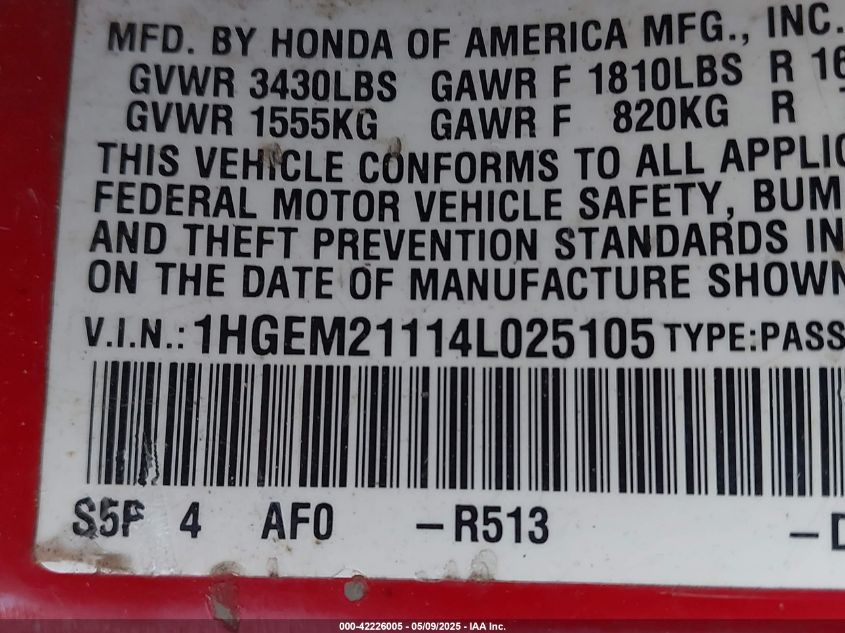 MFD. BY HONDA OF AMERICA MFG., INC.
GVWR 3430LBS GAWR F 1810LBS R 16
GVWR 1555KG GAWR F 820KG R
THIS VEHICLE CONFORMS TO ALL APPLIC
FEDERAL MOTOR VEHICLE SAFETY, BUM
AND THEFT PREVENTION STANDARDS IN
ON THE DATE OF MANUFACTURE SHOWN
V.I.N.: 1HGEM21114L025105 TYPE:PASS
S5P 4 AF0 –R513 –D
000-42226005 — 05/09/2025 — IAA Inc.